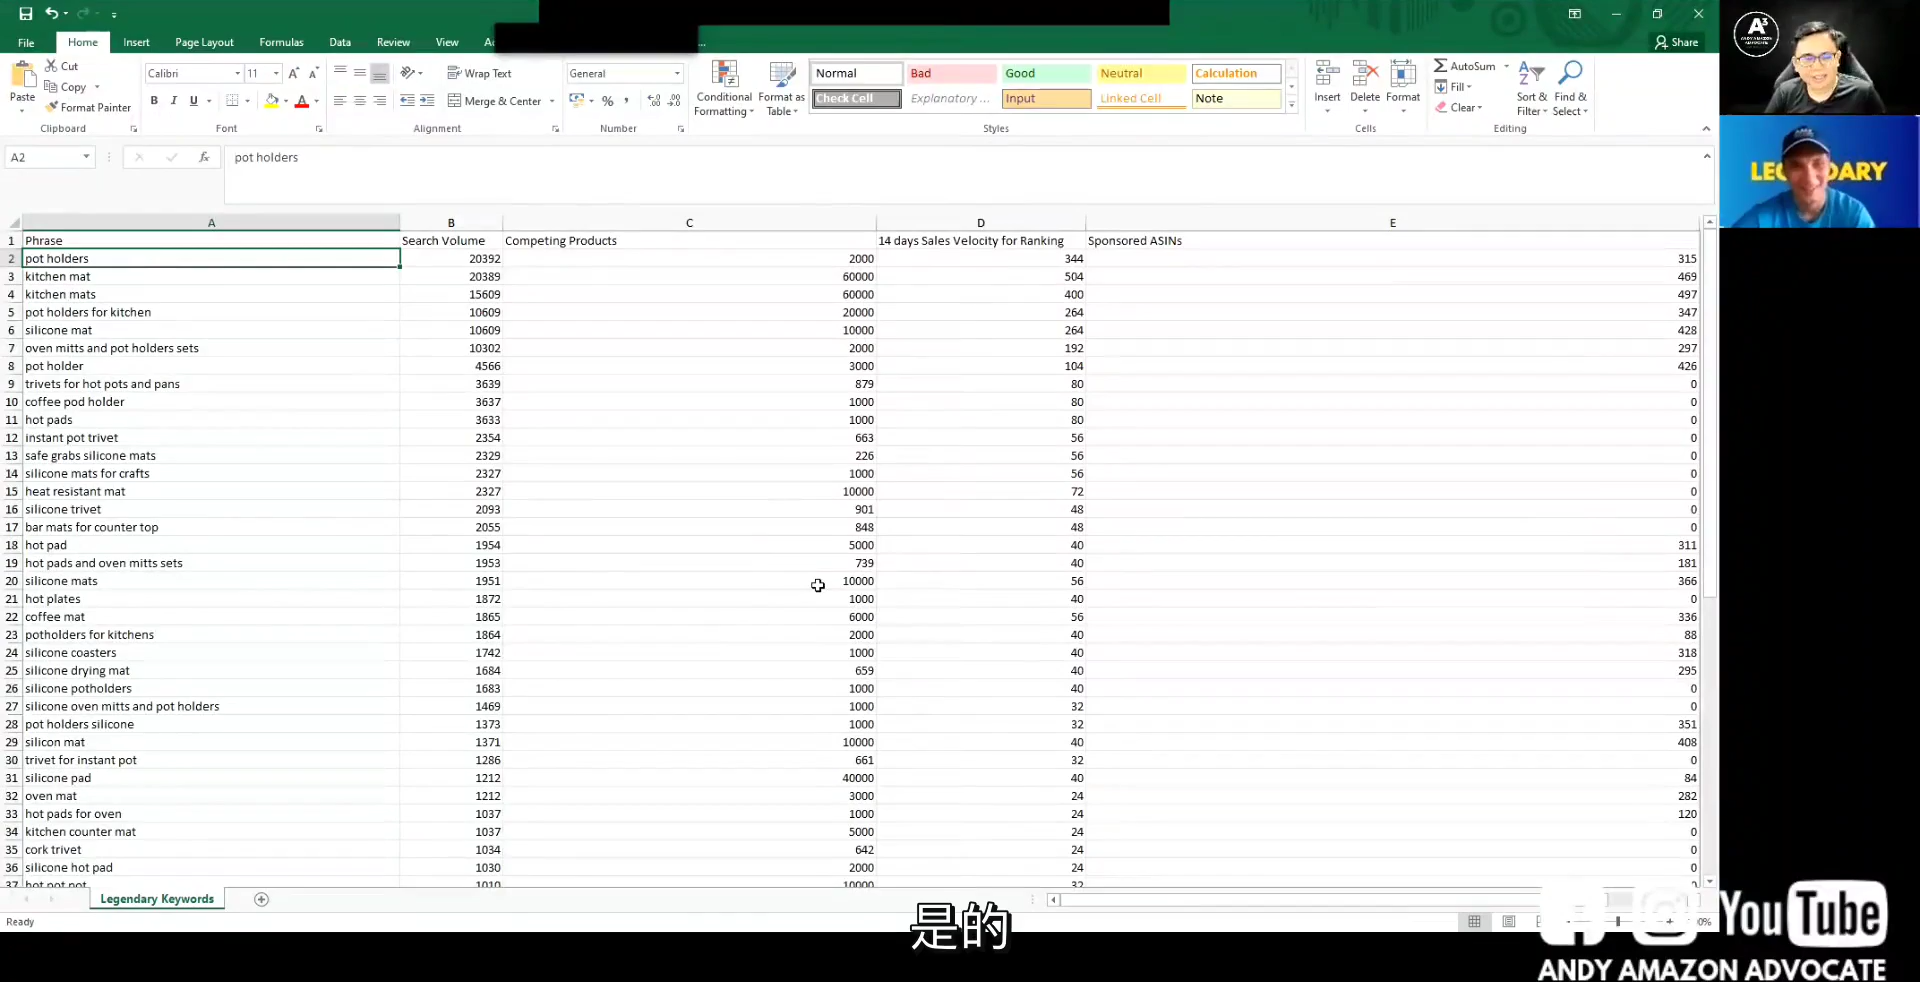 File Home Insert Page Layout Formulas Data Review View
Share
Paste
Cut
Copy
Format Painter
Clipboard
Calibri 11
B I U
Font
Wrap Text
Merge & Center
Alignment
General
Number
Conditional Formatting
Format as Table
Normal Bad Good Neutral Calculation
Check Cell Explanatory ... Input Linked Cell Note
Styles
Insert Delete Format
Cells
AutoSum
Fill
Clear
Sort & Filter
Find & Select
Editing
A2 fx pot holders
A B C D E
1 Phrase Search Volume Competing Products 14 days Sales Velocity for Ranking Sponsored ASINs
2 pot holders 20392 2000 344 315
3 kitchen mat 20389 60000 504 469
4 kitchen mats 15609 60000 400 497
5 pot holders for kitchen 10609 20000 264 347
6 silicone mat 10609 10000 264 428
7 oven mitts and pot holders sets 10302 2000 192 297
8 pot holder 4566 3000 104 426
9 trivets for hot pots and pans 3639 879 80 0
10 coffee pod holder 3637 1000 80 0
11 hot pads 3633 1000 80 0
12 instant pot trivet 2354 663 56 0
13 safe grabs silicone mats 2329 226 56 0
14 silicone mats for crafts 2327 1000 56 0
15 heat resistant mat 2327 10000 72 0
16 silicone trivet 2093 901 48 0
17 bar mats for counter top 2055 848 48 0
18 hot pad 1954 5000 40 311
19 hot pads and oven mitts sets 1953 739 40 181
20 silicone mats 1951 10000 56 366
21 hot plates 1872 1000 40 0
22 coffee mat 1865 6000 56 336
23 potholders for kitchens 1864 2000 40 88
24 silicone coasters 1742 1000 40 318
25 silicone drying mat 1684 659 40 295
26 silicone potholders 1683 1000 40 0
27 silicone oven mitts and pot holders 1469 1000 32 0
28 pot holders silicone 1373 1000 32 351
29 silicon mat 1371 10000 40 408
30 trivet for instant pot 1286 661 32 0
31 silicone pad 1212 40000 40 84
32 oven mat 1212 3000 24 282
33 hot pads for oven 1037 1000 24 120
34 kitchen counter mat 1037 5000 24 0
35 cork trivet 1034 642 24 0
36 silicone hot pad 1030 2000 24 0
37 hot pot pot 1010 10000 32
Legendary Keywords
Ready
是的
YouTube
ANDY AMAZON ADVOCATE